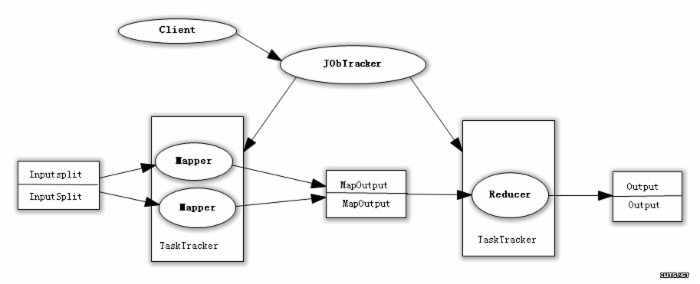 Client
JObTracker
Inputsplit
InputSplit
Mapper
Mapper
TaskTracker
MapOutput
MapOutput
Reducer
TaskTracker
Output
Output